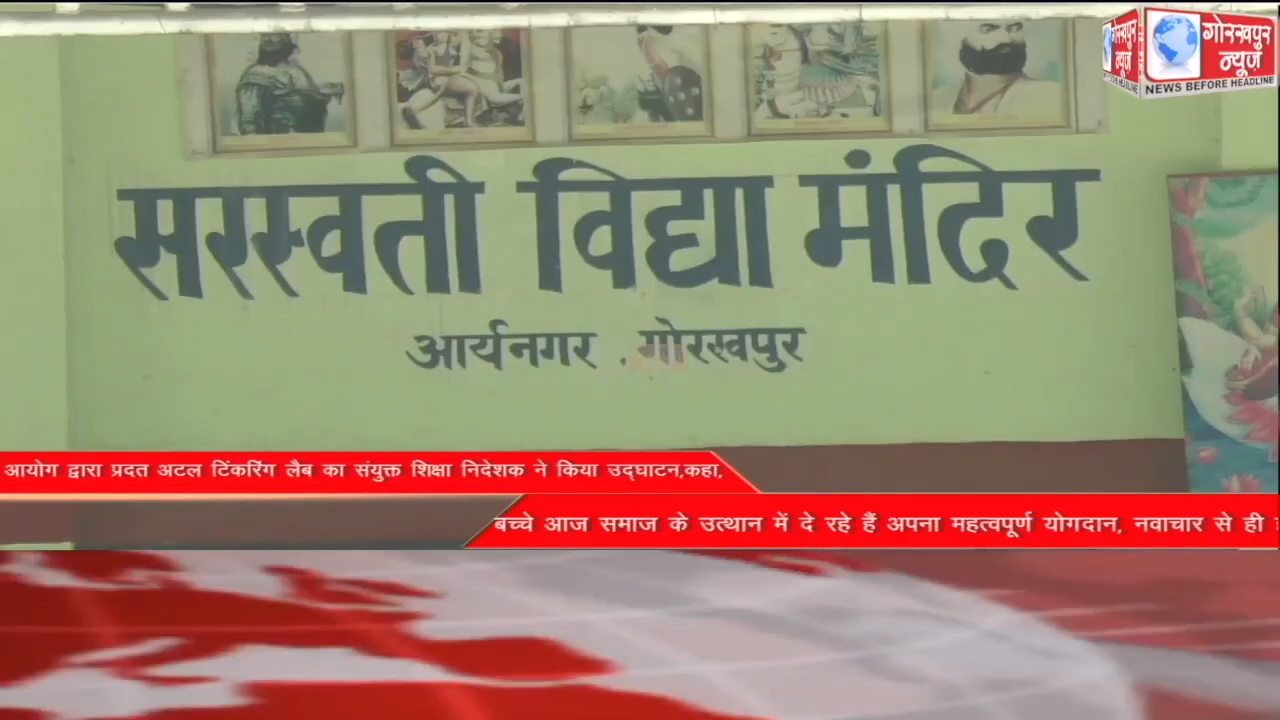 गोरखपुर
न्यूज़
NEWS BEFORE HEADLINE
सरस्वती विद्या मंदिर
आर्यनगर . गोरखपुर
आयोग द्वारा प्रदत अटल टिंकरिंग लैब का संयुक्त शिक्षा निदेशक ने किया उद्घाटन,कहा,
बच्चे आज समाज के उत्थान में दे रहे हैं अपना महत्वपूर्ण योगदान, नवाचार से ही